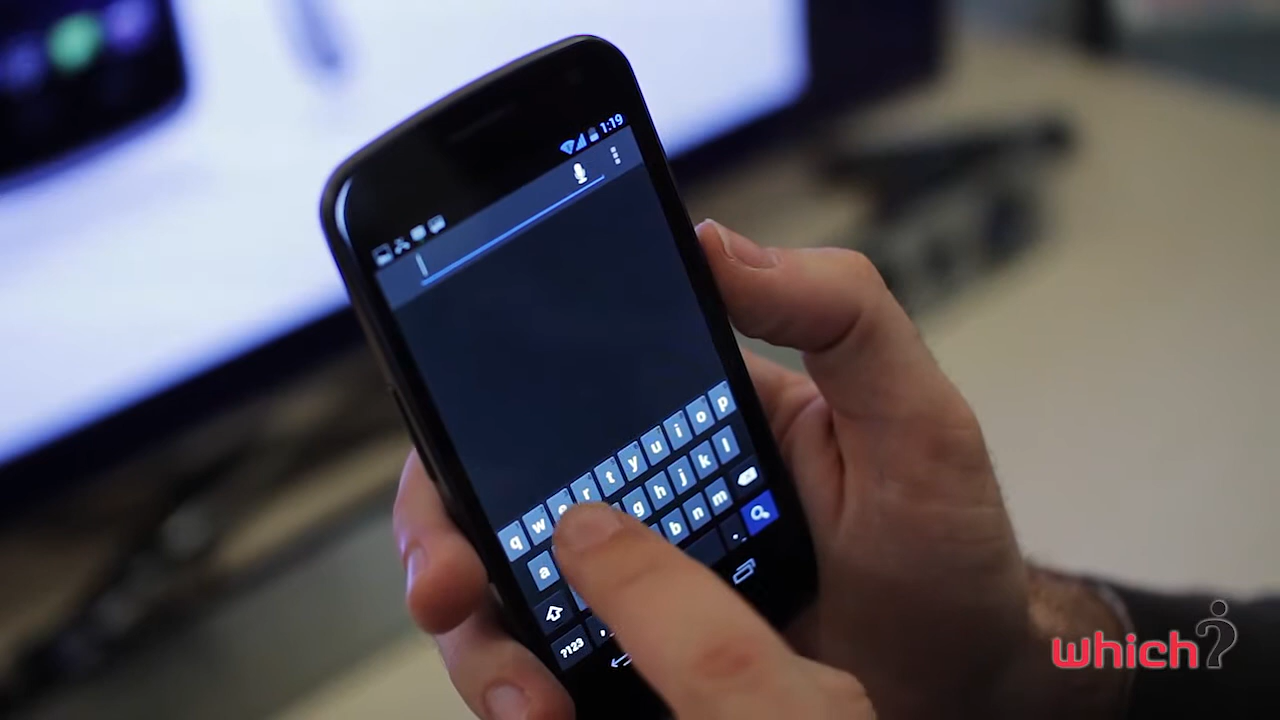 1:19
q w e r t y u i o p
a g h j k l
b n m
?123 , .
which?